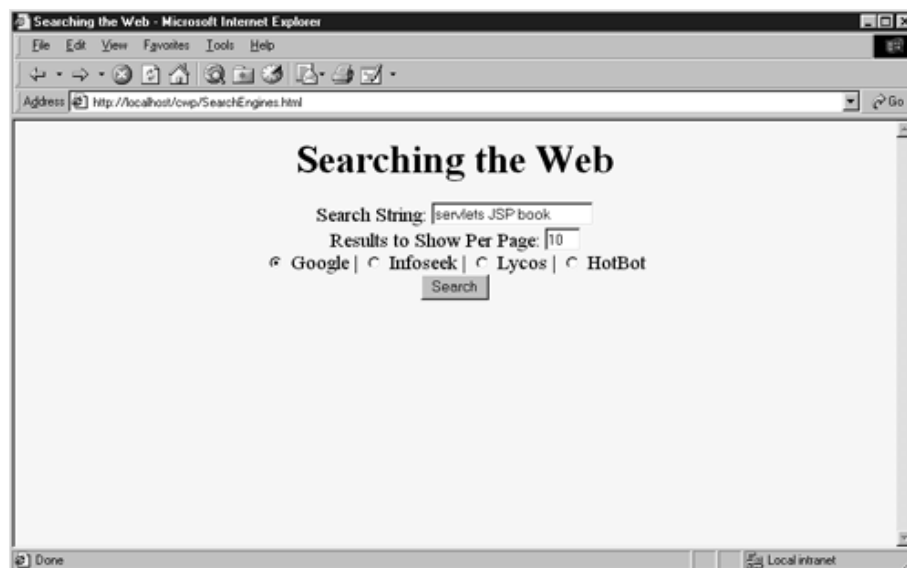 Searching the Web - Microsoft Internet Explorer
File Edit View Favorites Tools Help
Address http://localhost/cwp/SearchEngines.html Go
Searching the Web
Search String: servlets JSP book
Results to Show Per Page: 10
Google | Infoseek | Lycos | HotBot
Search
Done Local intranet